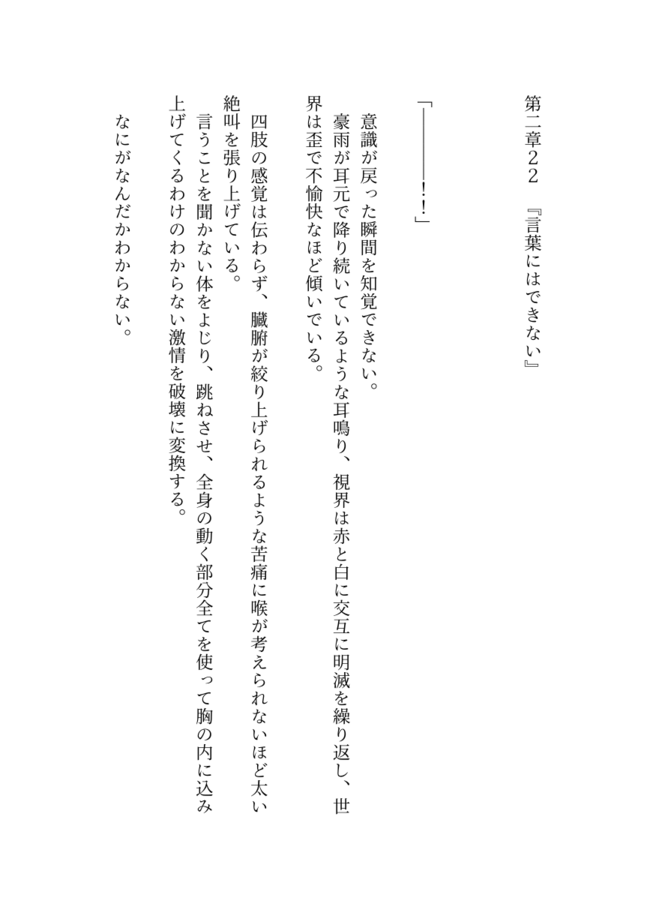 第二章２２　『言葉にはできない』
「――――！！」
意識が戻った瞬間を知覚できない。
豪雨が耳元で降り続いているような耳鳴り、視界は赤と白に交互に明滅を繰り返し、世
界は歪で不愉快なほど傾いでいる。
四肢の感覚は伝わらず、臓腑が絞り上げられるような苦痛に喉が考えられないほど太い
絶叫を張り上げている。
言うことを聞かない体をよじり、跳ねさせ、全身の動く部分全てを使って胸の内に込み
上げてくるわけのわからない激情を破壊に変換する。
なにがなんだかわからない。